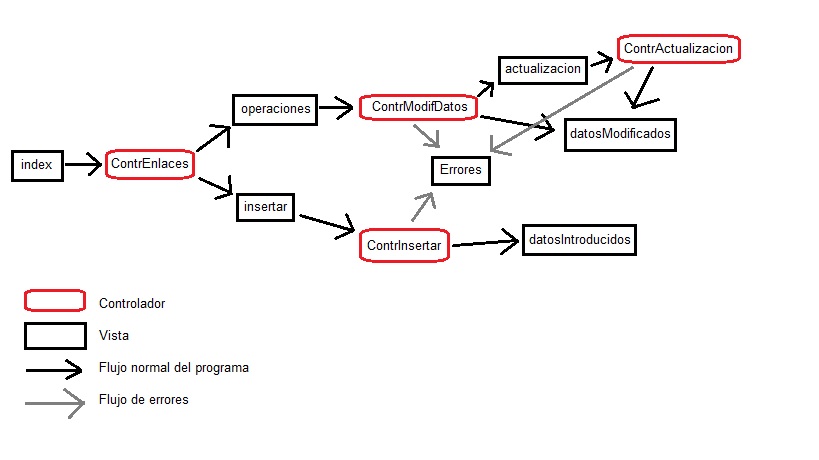 ContrActualizacion
actualizacion
operaciones
ContrModifDatos
datosModificados
index
ContrEnlaces
Errores
insertar
ContrInsertar
datosIntroducidos
Controlador
Vista
Flujo normal del programa
Flujo de errores